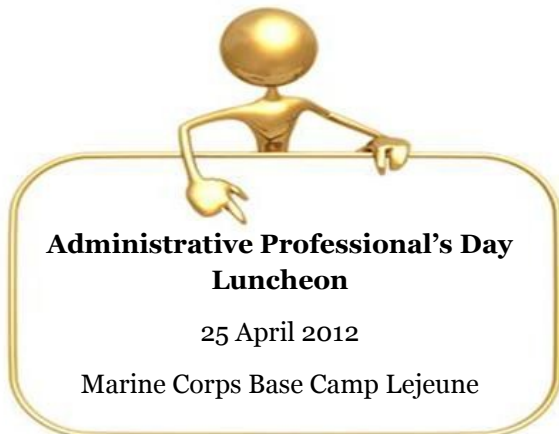 Administrative Professional’s Day
Luncheon
25 April 2012
Marine Corps Base Camp Lejeune